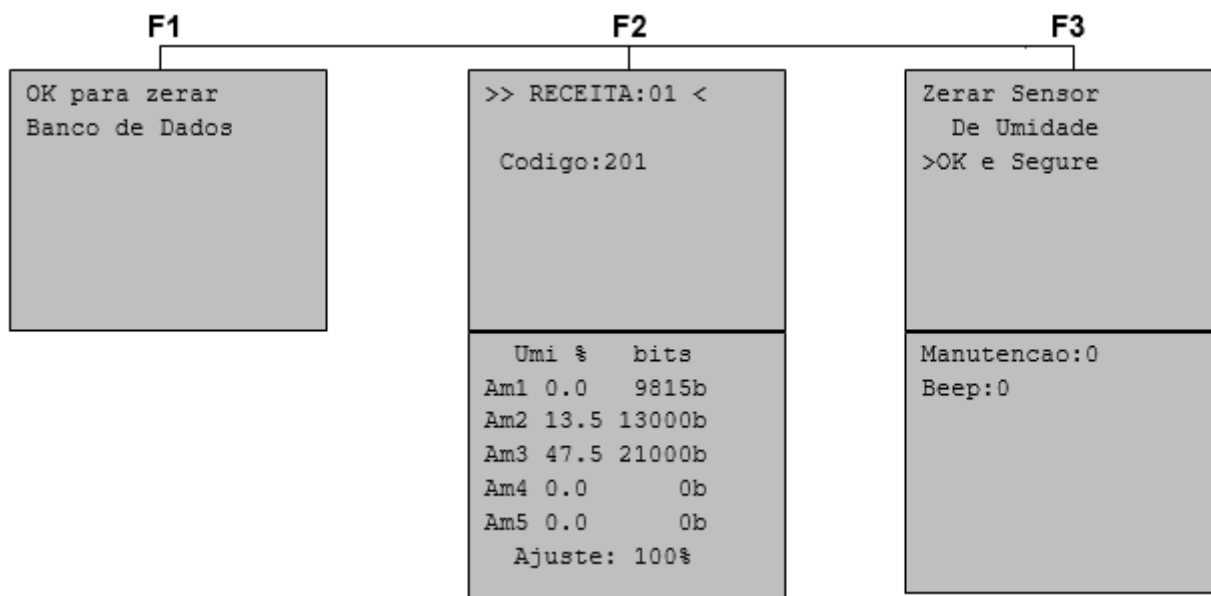 F1
OK para zerar
Banco de Dados
F2
>> RECEITA:01 <
Codigo:201
Umi % bits
Am1 0.0 9815b
Am2 13.5 13000b
Am3 47.5 21000b
Am4 0.0 0b
Am5 0.0 0b
Ajuste: 100%
F3
Zerar Sensor
De Umidade
>OK e Segure
Manutencao:0
Beep:0